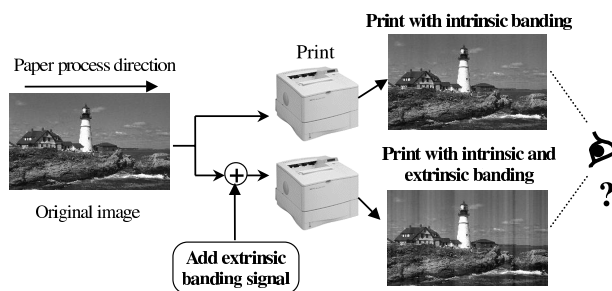 Print with intrinsic banding
Print
Paper process direction
Print with intrinsic and
extrinsic banding
+
?
Original image
Add extrinsic
banding signal